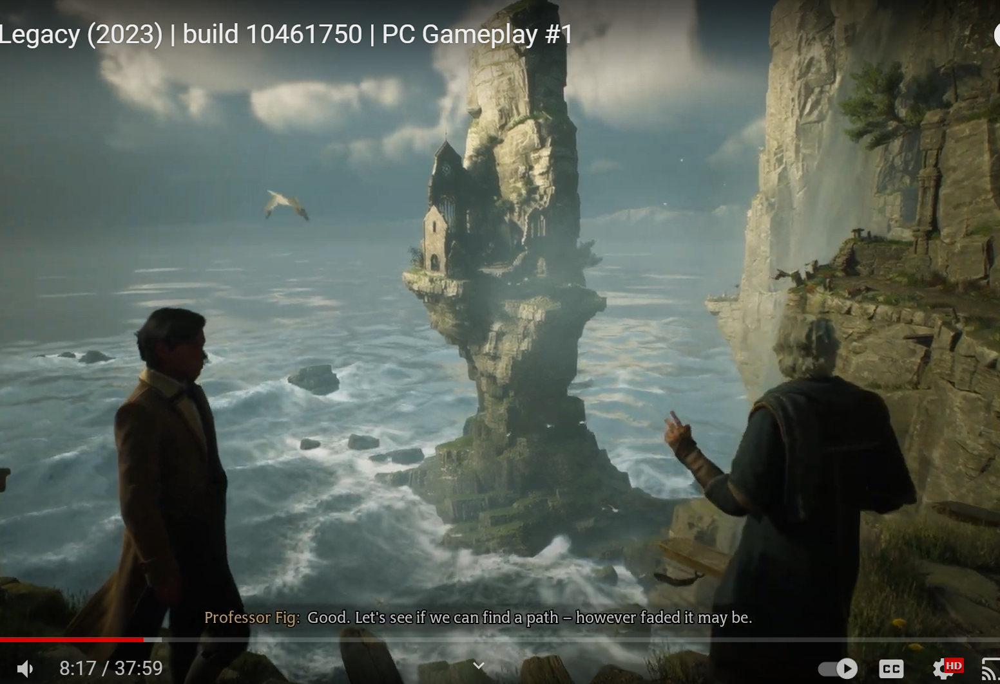 Legacy (2023) | build 10461750 | PC Gameplay #1
Professor Fig: Good. Let's see if we can find a path – however faded it may be.
8:17 / 37:59
CC
HD